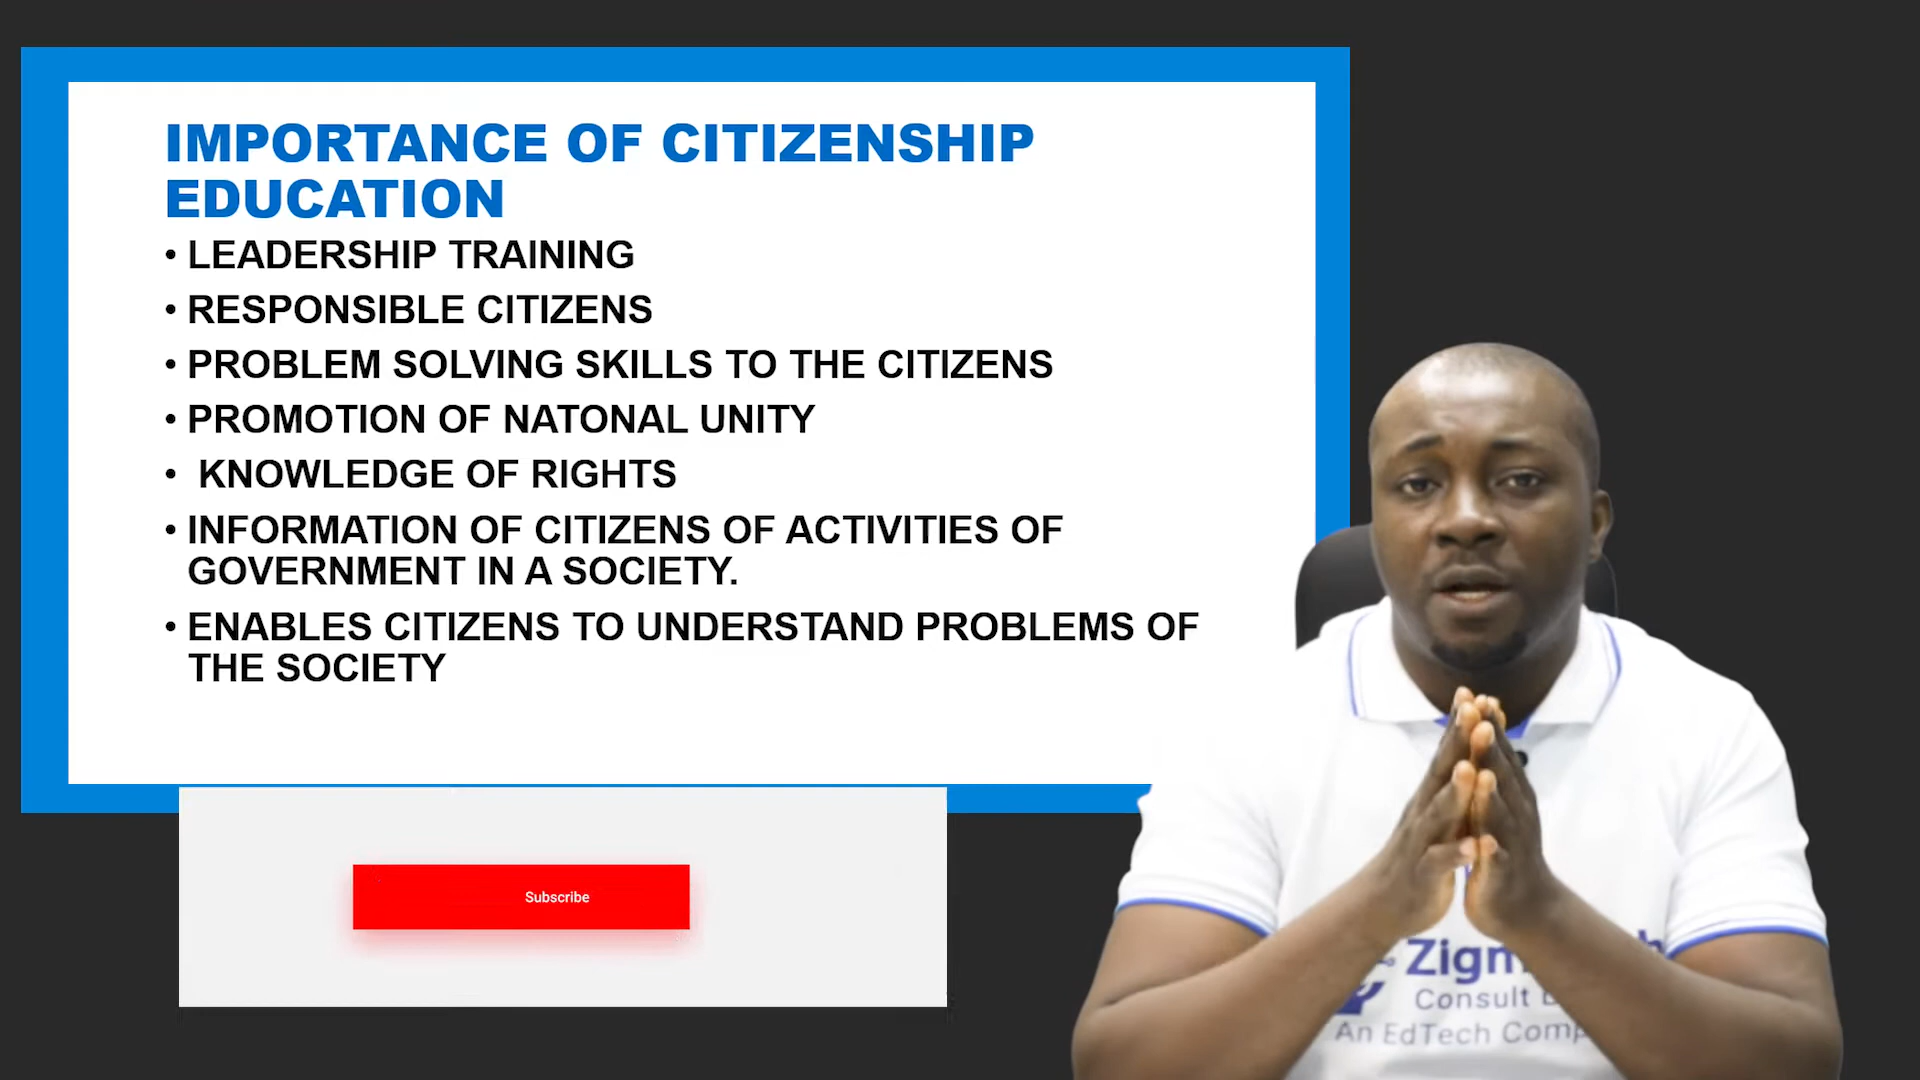 IMPORTANCE OF CITIZENSHIP
EDUCATION
• LEADERSHIP TRAINING
• RESPONSIBLE CITIZENS
• PROBLEM SOLVING SKILLS TO THE CITIZENS
• PROMOTION OF NATONAL UNITY
• KNOWLEDGE OF RIGHTS
• INFORMATION OF CITIZENS OF ACTIVITIES OF
GOVERNMENT IN A SOCIETY.
• ENABLES CITIZENS TO UNDERSTAND PROBLEMS OF
THE SOCIETY
Subscribe
Consult
An EdTech